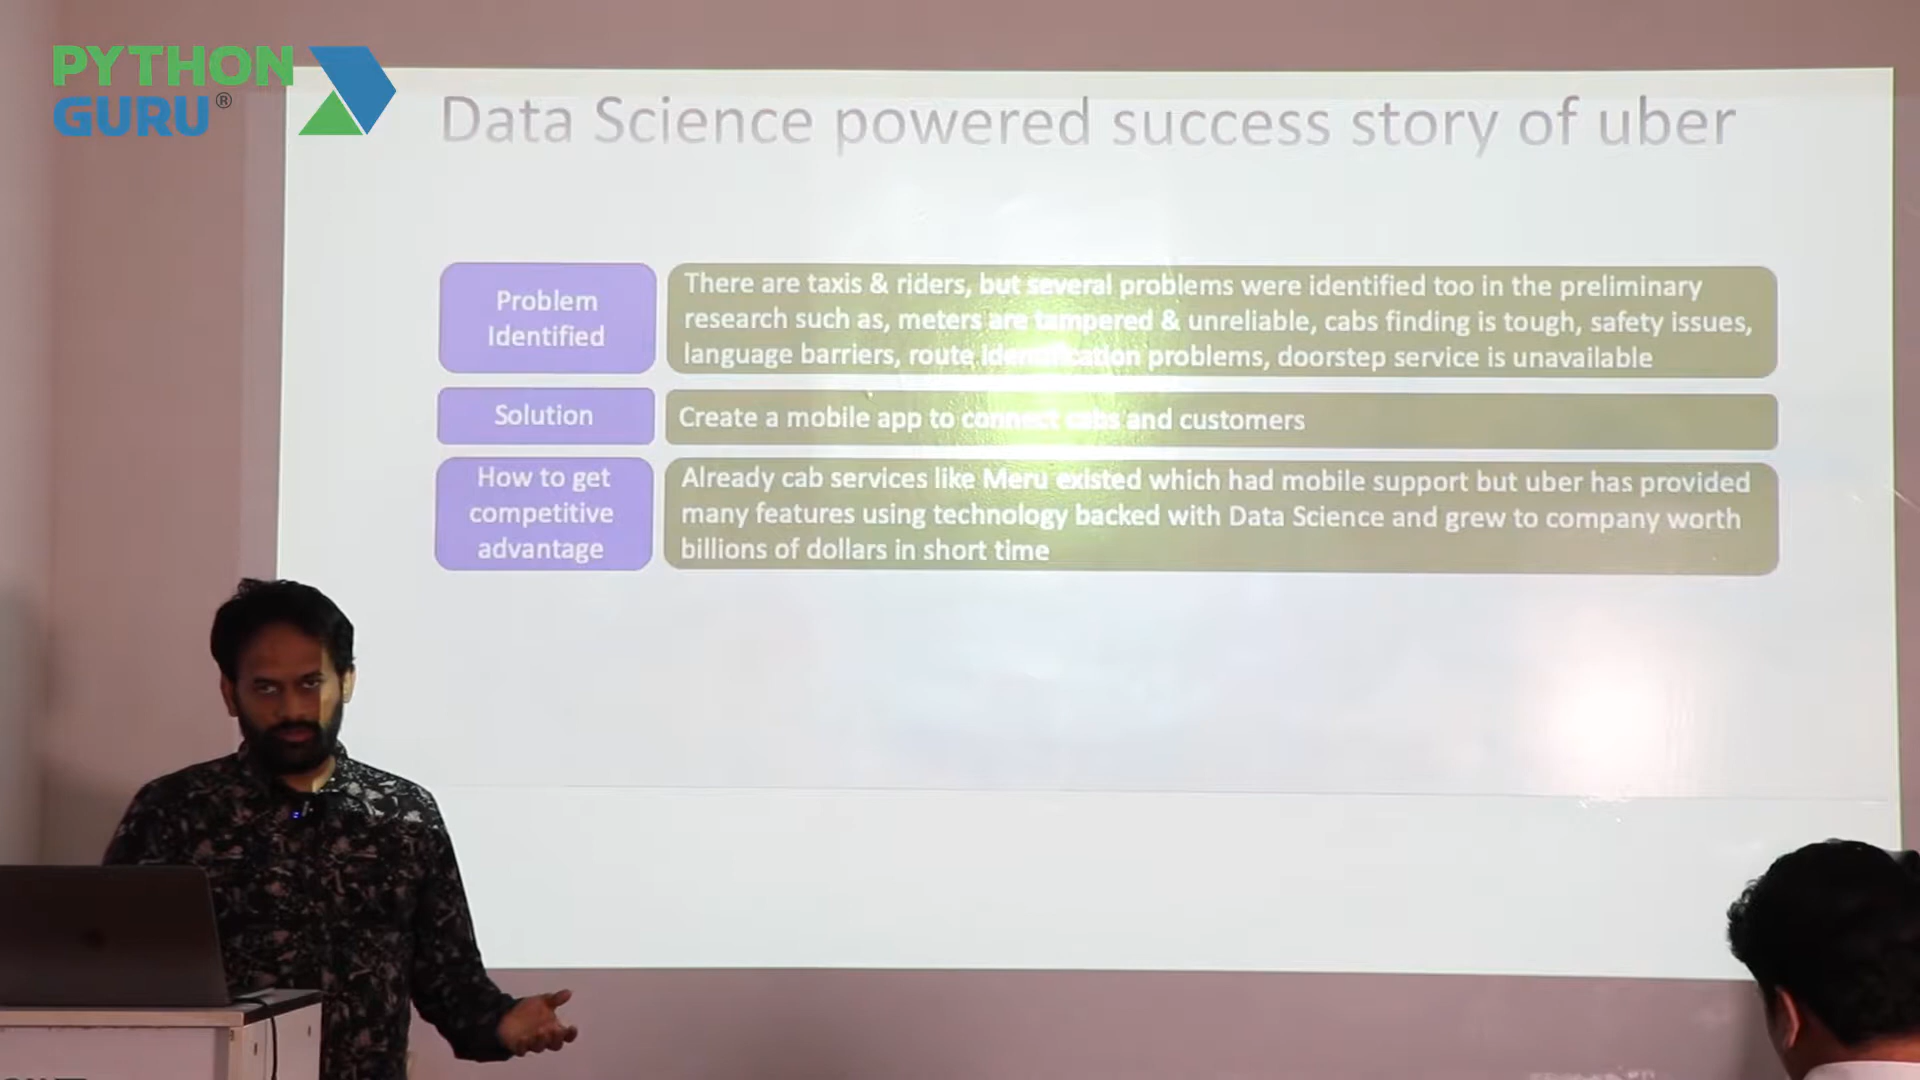 PYTHON
GURU®
Data Science powered success story of uber
Problem
Identified
There are taxis & riders, but several problems were identified too in the preliminary
research such as, meters are tampered & unreliable, cabs finding is tough, safety issues,
language barriers, route identification problems, doorstep service is unavailable
Solution
Create a mobile app to connect cabs and customers
How to get
competitive
advantage
Already cab services like Meru existed which had mobile support but uber has provided
many features using technology backed with Data Science and grew to company worth
billions of dollars in short time